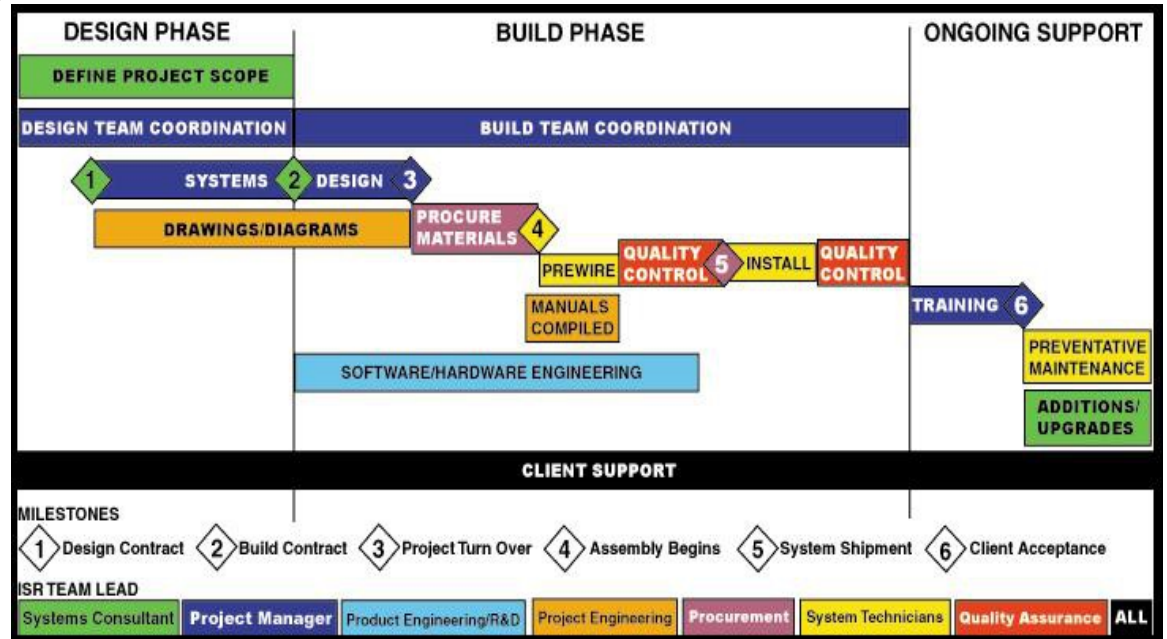 DESIGN PHASE
BUILD PHASE
ONGOING SUPPORT
DEFINE PROJECT SCOPE
DESIGN TEAM COORDINATION
BUILD TEAM COORDINATION
1
SYSTEMS
2
DESIGN
3
DRAWINGS/DIAGRAMS
PROCURE
MATERIALS
4
PREWIRE
QUALITY
CONTROL
5
INSTALL
QUALITY
CONTROL
MANUALS
COMPILED
TRAINING
6
SOFTWARE/HARDWARE ENGINEERING
PREVENTATIVE
MAINTENANCE
ADDITIONS/
UPGRADES
CLIENT SUPPORT
MILESTONES
1 Design Contract
2 Build Contract
3 Project Turn Over
4 Assembly Begins
5 System Shipment
6 Client Acceptance
ISR TEAM LEAD
Systems Consultant
Project Manager
Product Engineering/R&D
Project Engineering
Procurement
System Technicians
Quality Assurance
ALL